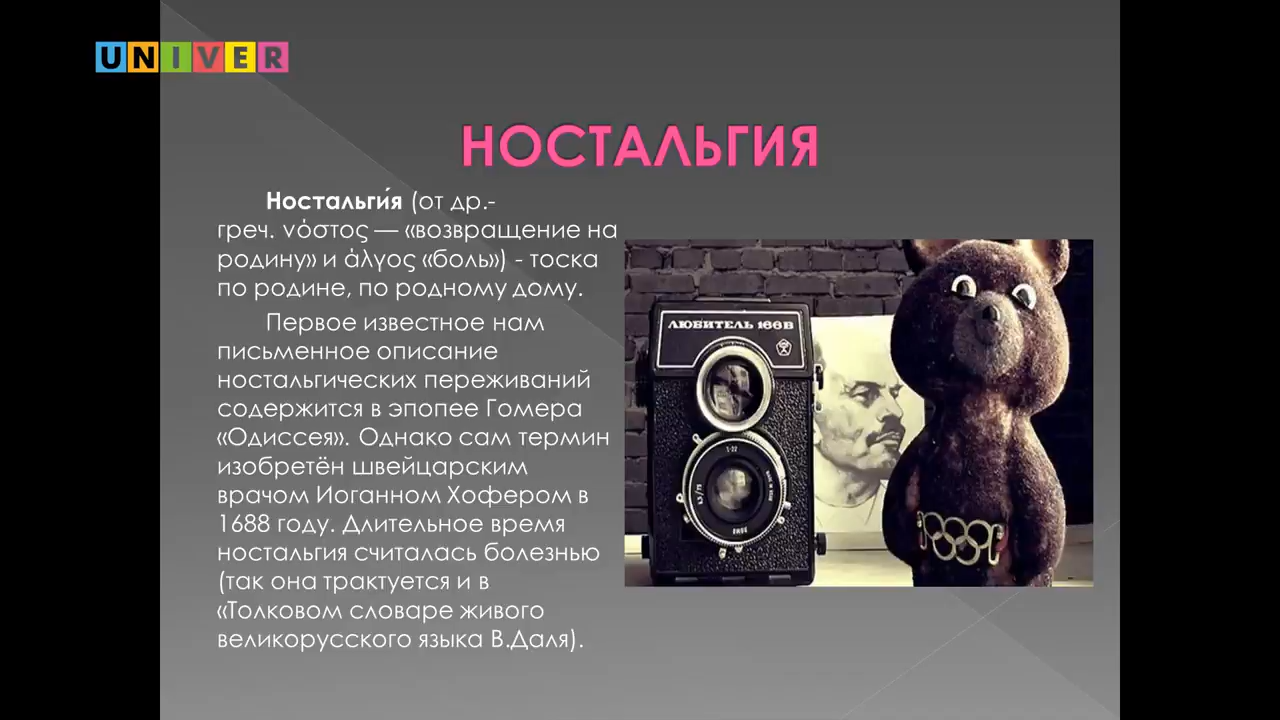 UNIVER
НОСТАЛЬГИЯ
Ностальги́я (от др.-
греч. νόστος — «возвращение на
родину» и άλγος «боль») - тоска
по родине, по родному дому.
Первое известное нам
письменное описание
ностальгических переживаний
содержится в эпопее Гомера
«Одиссея». Однако сам термин
изобретён швейцарским
врачом Иоганном Хофером в
1688 году. Длительное время
ностальгия считалась болезнью
(так она трактуется и в
«Толковом словаре живого
великорусского языка В.Даля).
ЛЮБИТЕЛЬ 166В